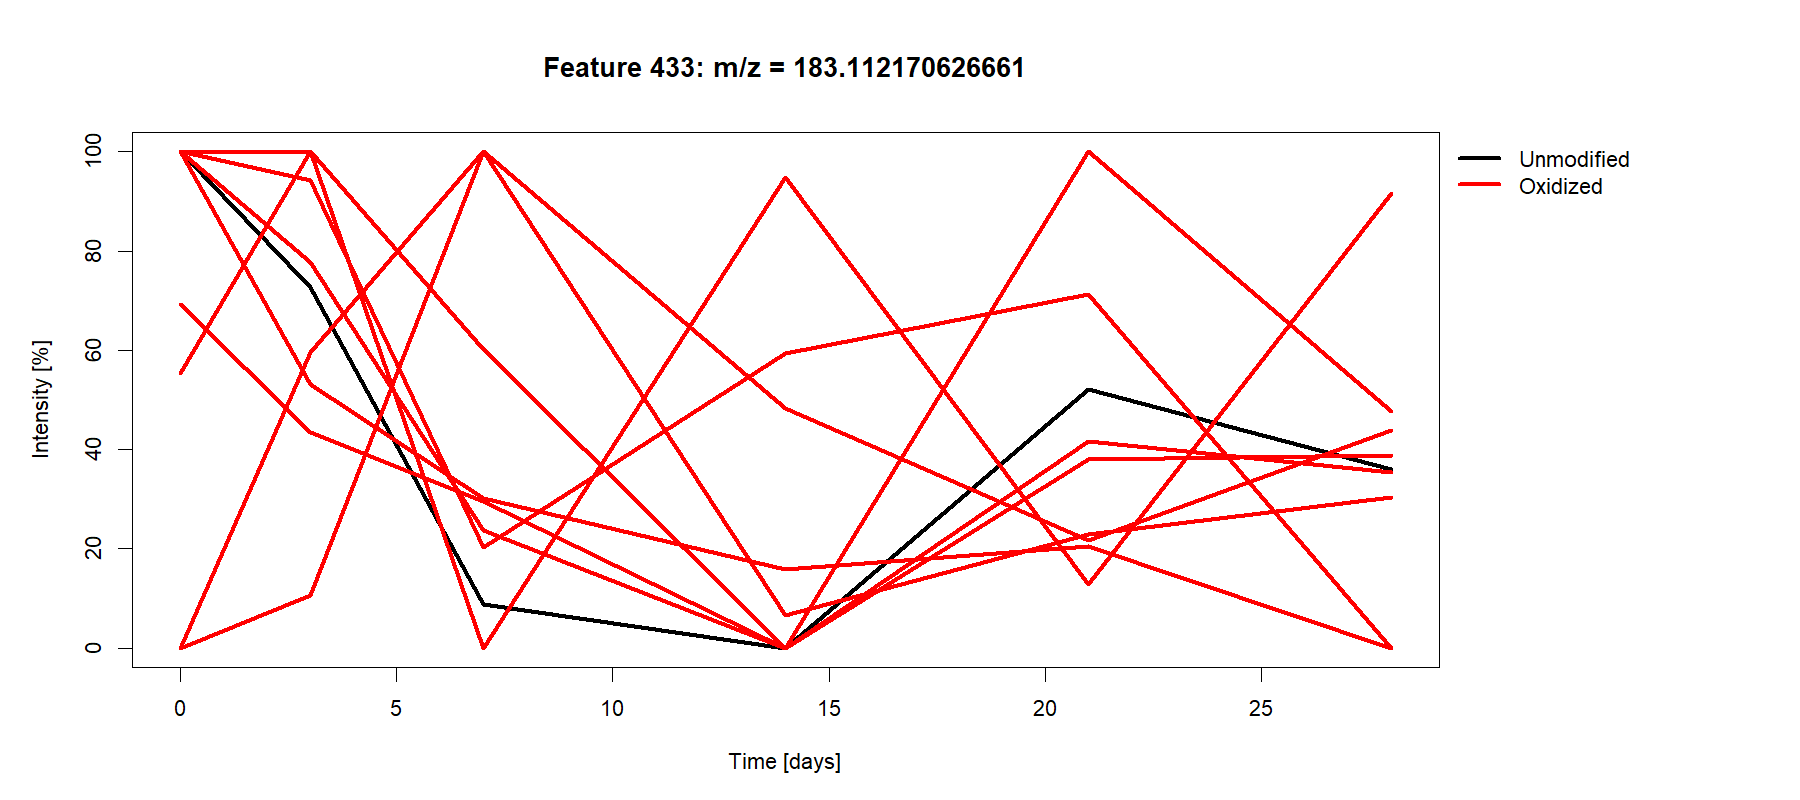 Feature 433: m/z = 183.112170626661
Unmodified
Oxidized
Intensity [%]
100
80
60
40
20
0
0 5 10 15 20 25
Time [days]